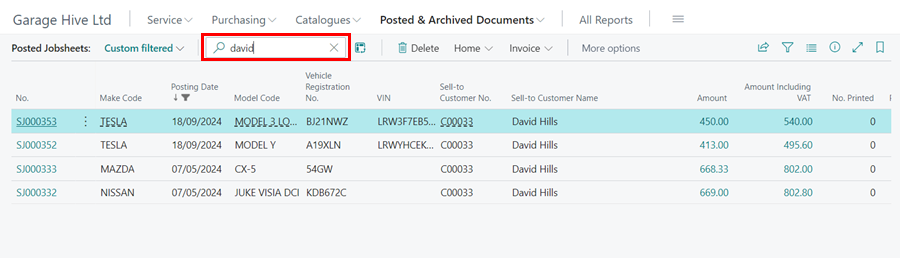 Garage Hive Ltd Service Purchasing Catalogues Posted & Archived Documents All Reports
Posted Jobsheets: Custom filtered david Delete Home Invoice More options
No. Make Code Posting Date Model Code Vehicle Registration No. VIN Sell-to Customer No. Sell-to Customer Name Amount Amount Including VAT No. Printed
SJ000353 TESLA 18/09/2024 MODEL 3 LO... BJ21NWZ LRW3F7EB5... C00033 David Hills 450.00 540.00 0
SJ000352 TESLA 18/09/2024 MODEL Y A19XLN LRWYHCEK... C00033 David Hills 413.00 495.60 0
SJ000333 MAZDA 07/05/2024 CX-5 54GW C00033 David Hills 668.33 802.00 0
SJ000332 NISSAN 07/05/2024 JUKE VISIA DCI KDB672C C00033 David Hills 669.00 802.80 0